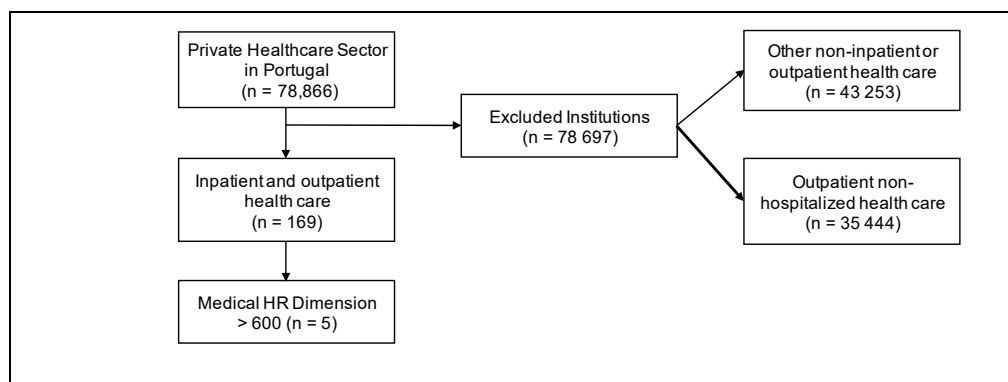 Private Healthcare Sector
in Portugal
(n = 78,866)
Excluded Institutions
(n = 78 697)
Other non-inpatient or
outpatient health care
(n = 43 253)
Outpatient non-
hospitalized health care
(n = 35 444)
Inpatient and outpatient
health care
(n = 169)
Medical HR Dimension
> 600 (n = 5)